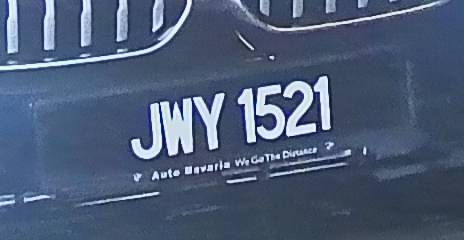 JWY 1521
Auto Bavaria We Go The Distance